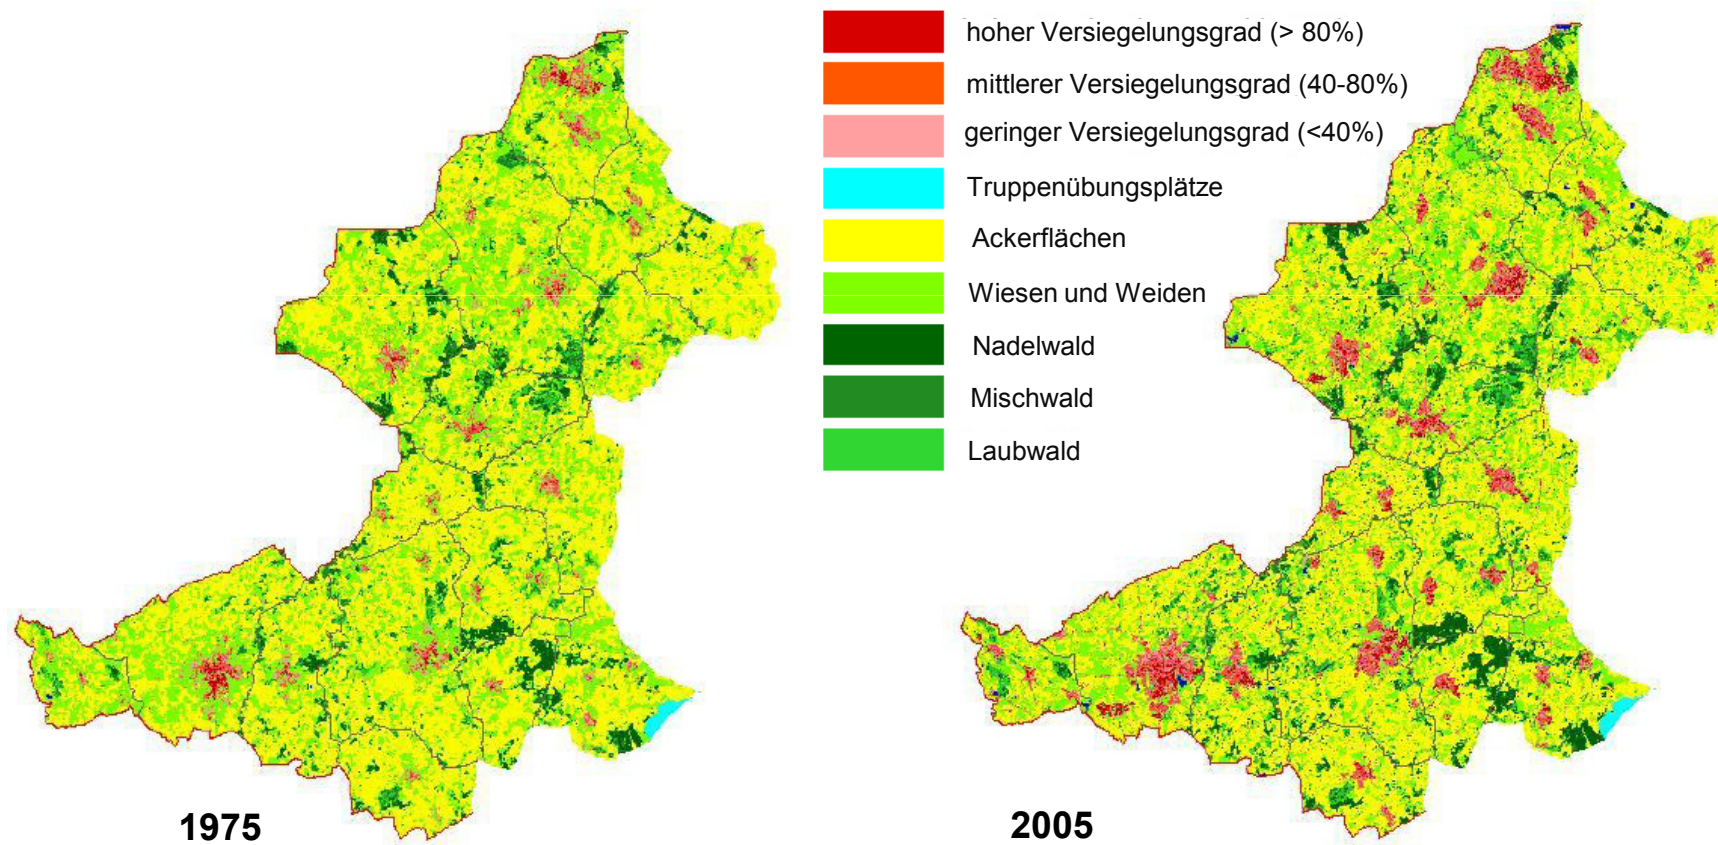 hoher Versiegelungsgrad (> 80%)
mittlerer Versiegelungsgrad (40-80%)
geringer Versiegelungsgrad (<40%)
Truppenübungsplätze
Ackerflächen
Wiesen und Weiden
Nadelwald
Mischwald
Laubwald
1975
2005